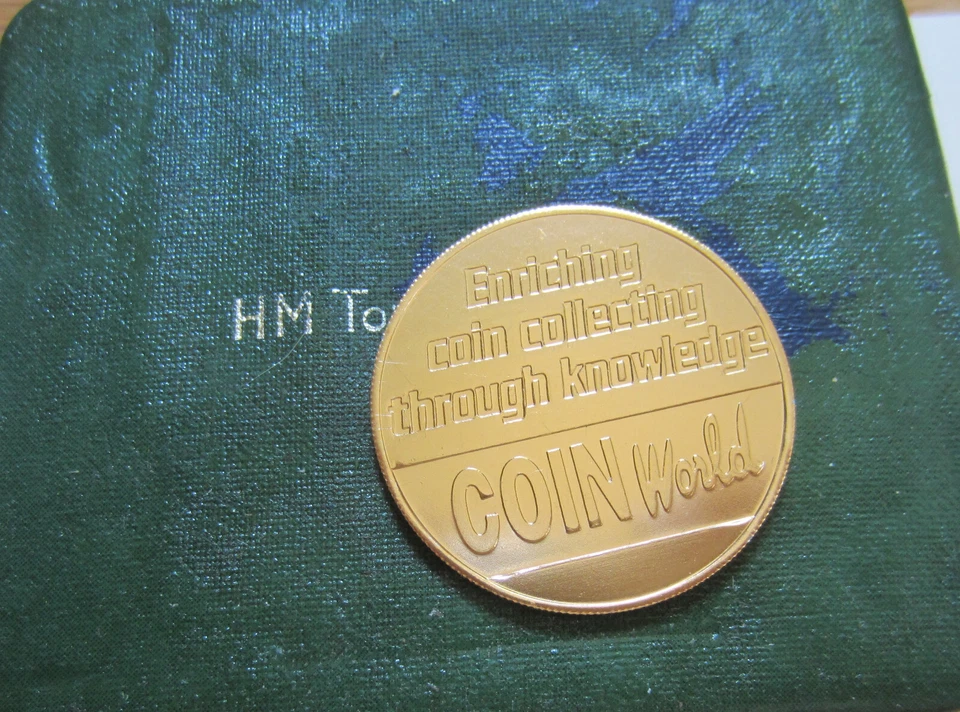 HM To
Enriching
coin collecting
through knowledge
COIN World